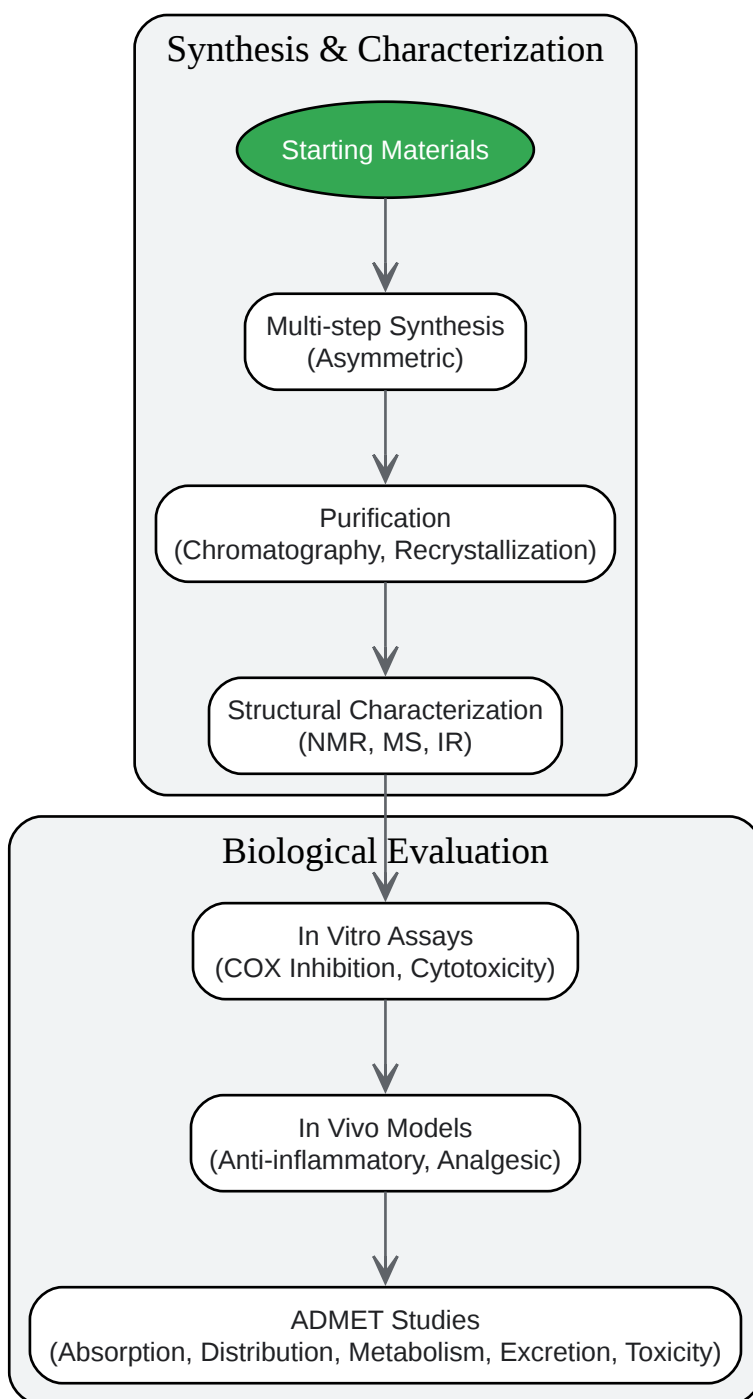 Synthesis & Characterization
Starting Materials
Multi-step Synthesis
(Asymmetric)
Purification
(Chromatography, Recrystallization)
Structural Characterization
(NMR, MS, IR)
Biological Evaluation
In Vitro Assays
(COX Inhibition, Cytotoxicity)
In Vivo Models
(Anti-inflammatory, Analgesic)
ADMET Studies
(Absorption, Distribution, Metabolism, Excretion, Toxicity)